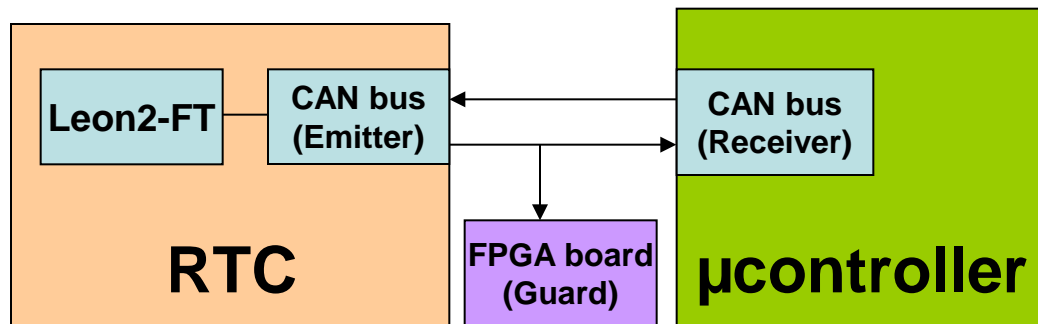 Leon2-FT
CAN bus
(Emitter)
CAN bus
(Receiver)
RTC
FPGA board
(Guard)
µcontroller